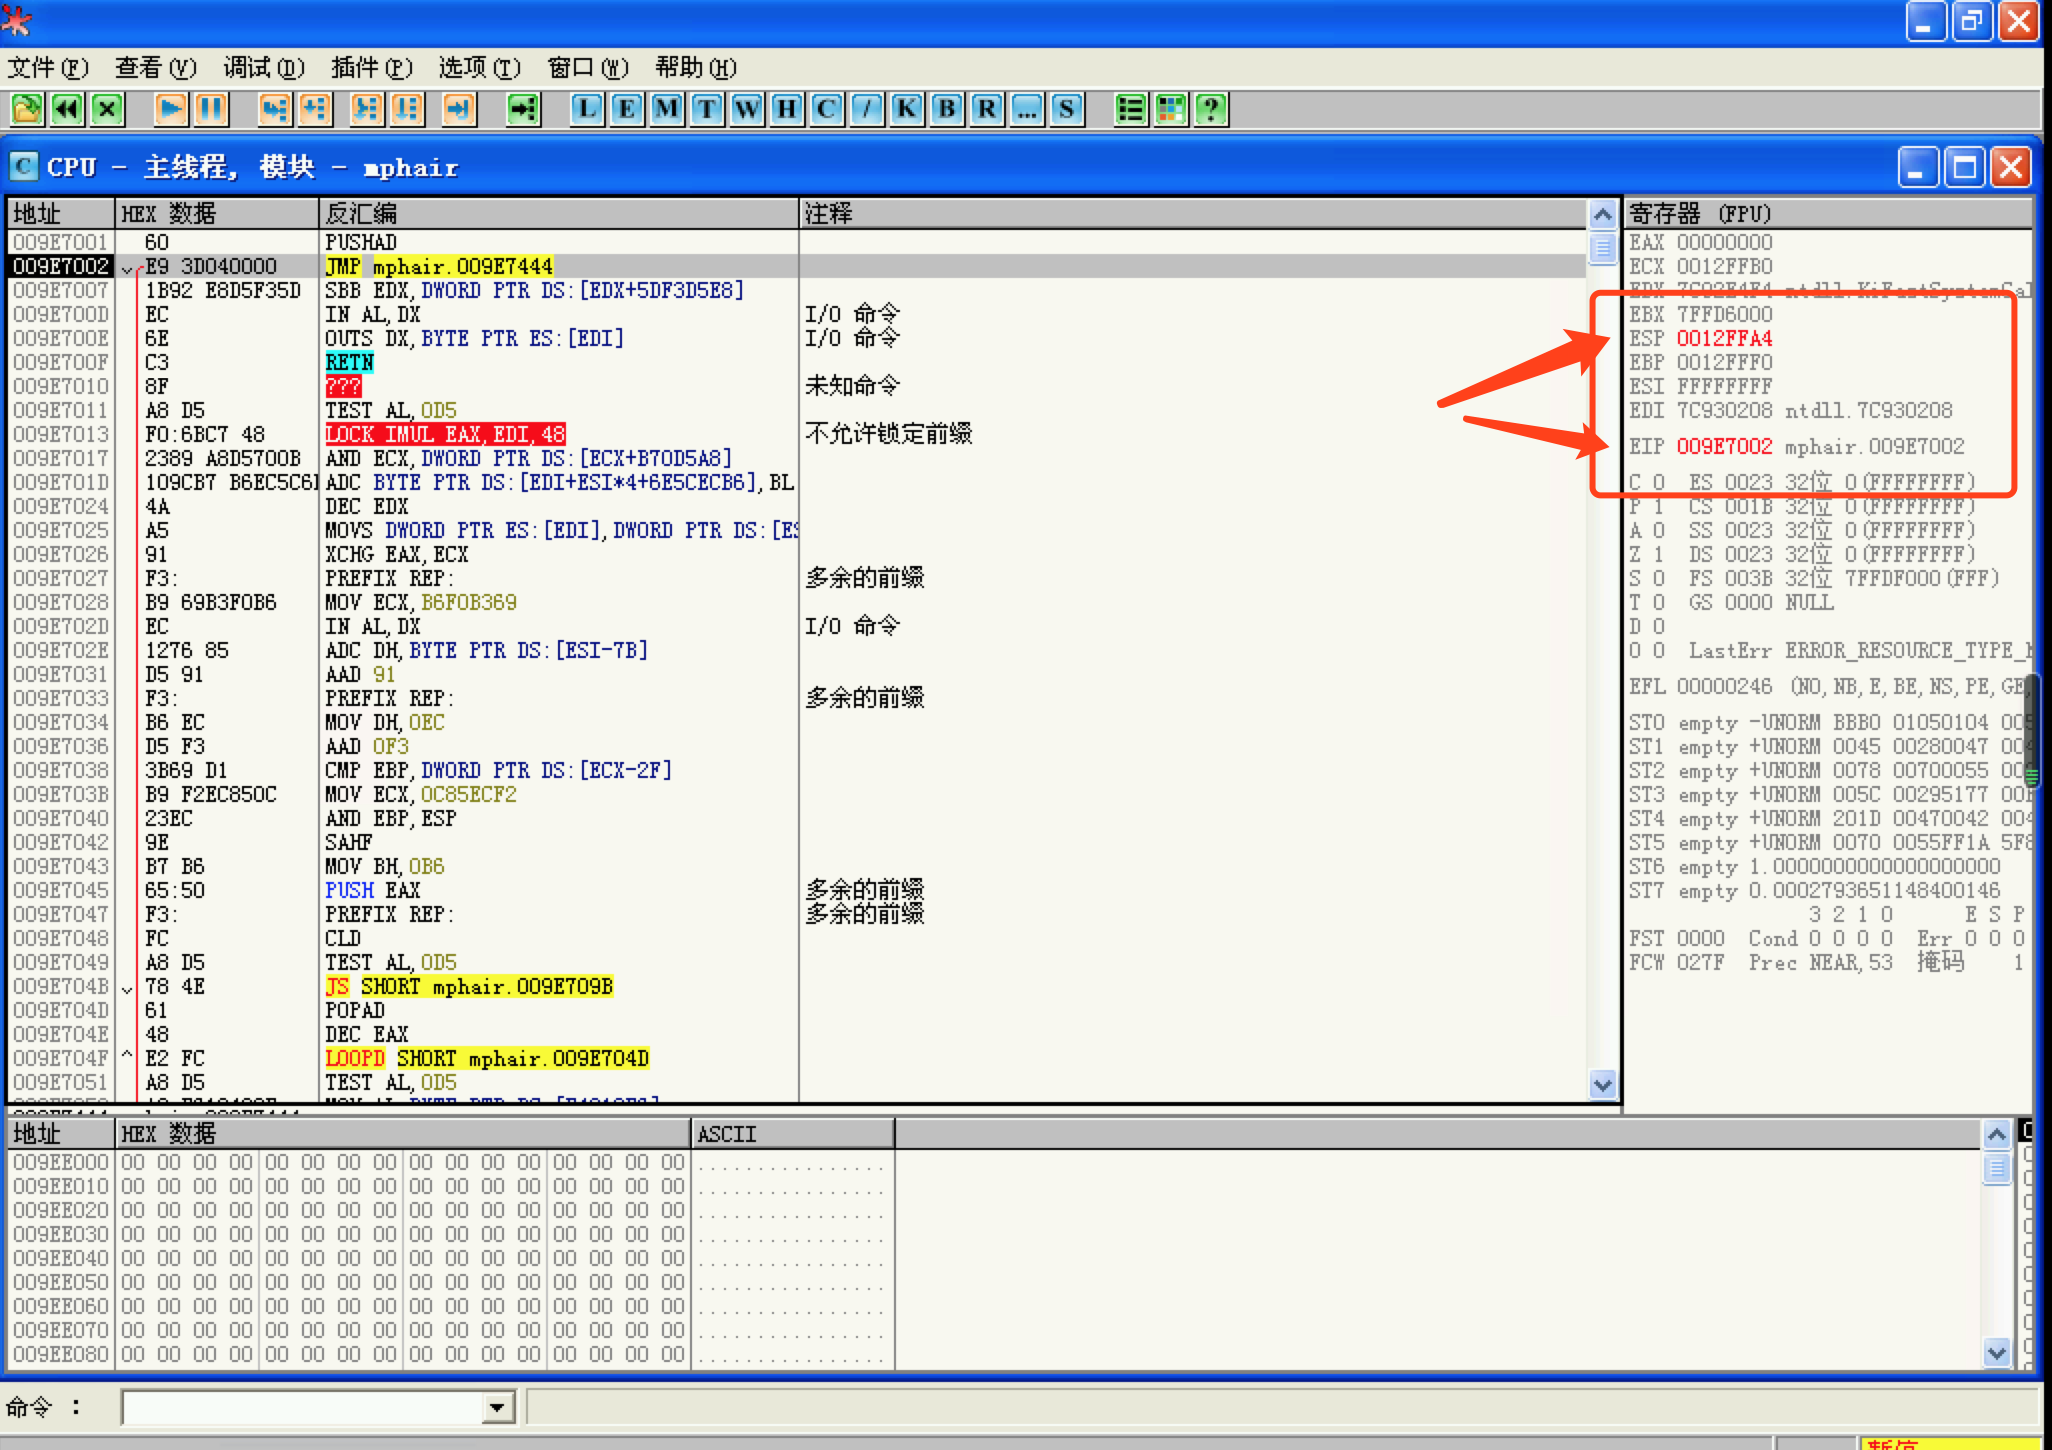 文件(F) 查看(V) 调试(D) 插件(P) 选项(T) 窗口(W) 帮助(H)
L E M T W H C / K B R ... S ?
C CPU - 主线程, 模块 - mphair
地址 HEX 数据 反汇编 注释 寄存器 (FPU)
009E7001 60 PUSHAD
009E7002 E9 3D040000 JMP mphair.009E7444
009E7007 1B92 E8D5F35D SBB EDX,DWORD PTR DS:[EDX+5DF3D5E8]
009E700D EC IN AL,DX I/O 命令
009E700E 6E OUTS DX,BYTE PTR ES:[EDI] I/O 命令
009E700F C3 RETN
009E7010 8F ??? 未知命令
009E7011 A8 D5 TEST AL,0D5
009E7013 F0:6BC7 48 LOCK IMUL EAX,EDI,48 不允许锁定前缀
009E7017 2389 A8D5700B AND ECX,DWORD PTR DS:[ECX+B70D5A8]
009E701D 109CB7 B6EC5C6 ADC BYTE PTR DS:[EDI+ESI*4+6E5CECB6],BL
009E7024 4A DEC EDX
009E7025 A5 MOVS DWORD PTR ES:[EDI],DWORD PTR DS:[ES
009E7026 91 XCHG EAX,ECX
009E7027 F3: PREFIX REP: 多余的前缀
009E7028 B9 69B3F0B6 MOV ECX,B6F0B369
009E702D EC IN AL,DX I/O 命令
009E702E 1276 85 ADC DH,BYTE PTR DS:[ESI-7B]
009E7031 D5 91 AAD 91
009E7033 F3: PREFIX REP: 多余的前缀
009E7034 B6 EC MOV DH,0EC
009E7036 D5 F3 AAD 0F3
009E7038 3B69 D1 CMP EBP,DWORD PTR DS:[ECX-2F]
009E703B B9 F2EC850C MOV ECX,0C85ECF2
009E7040 23EC AND EBP,ESP
009E7042 9E SAHF
009E7043 B7 B6 MOV BH,0B6
009E7045 65:50 PUSH EAX 多余的前缀
009E7047 F3: PREFIX REP: 多余的前缀
009E7048 FC CLD
009E7049 A8 D5 TEST AL,0D5
009E704B 78 4E JS SHORT mphair.009E709B
009E704D 61 POPAD
009E704E 48 DEC EAX
009E704F E2 FC LOOPD SHORT mphair.009E704D
009E7051 A8 D5 TEST AL,0D5
EAX 00000000
ECX 0012FFB0
EDX 7C92E4F4 ntdll.KiFastSystemCal
EBX 7FFD6000
ESP 0012FFA4
EBP 0012FFF0
ESI FFFFFFFF
EDI 7C930208 ntdll.7C930208
EIP 009E7002 mphair.009E7002
C 0 ES 0023 32位 0(FFFFFFFF)
P 1 CS 001B 32位 0(FFFFFFFF)
A 0 SS 0023 32位 0(FFFFFFFF)
Z 1 DS 0023 32位 0(FFFFFFFF)
S 0 FS 003B 32位 7FFDF000(FFF)
T 0 GS 0000 NULL
D 0
O 0 LastErr ERROR_RESOURCE_TYPE_
EFL 00000246 (NO,NB,E,BE,NS,PE,GE,
ST0 empty -UNORM BBB0 01050104 00
ST1 empty +UNORM 0045 00280047 00
ST2 empty +UNORM 0078 00700055 00
ST3 empty +UNORM 005C 00295177 00
ST4 empty +UNORM 201D 00470042 004
ST5 empty +UNORM 0070 0055FF1A 5F8
ST6 empty 1.0000000000000000000
ST7 empty 0.0002793651148400146
3 2 1 0 E S P
FST 0000 Cond 0 0 0 0 Err 0 0 0
FCW 027F Prec NEAR,53 掩码 1
地址 HEX 数据 ASCII
009EE000 00 00 00 00 00 00 00 00 00 00 00 00 00 00 00 00 ................
009EE010 00 00 00 00 00 00 00 00 00 00 00 00 00 00 00 00 ................
009EE020 00 00 00 00 00 00 00 00 00 00 00 00 00 00 00 00 ................
009EE030 00 00 00 00 00 00 00 00 00 00 00 00 00 00 00 00 ................
009EE040 00 00 00 00 00 00 00 00 00 00 00 00 00 00 00 00 ................
009EE050 00 00 00 00 00 00 00 00 00 00 00 00 00 00 00 00 ................
009EE060 00 00 00 00 00 00 00 00 00 00 00 00 00 00 00 00 ................
009EE070 00 00 00 00 00 00 00 00 00 00 00 00 00 00 00 00 ................
009EE080 00 00 00 00 00 00 00 00 00 00 00 00 00 00 00 00 ................
命令 :